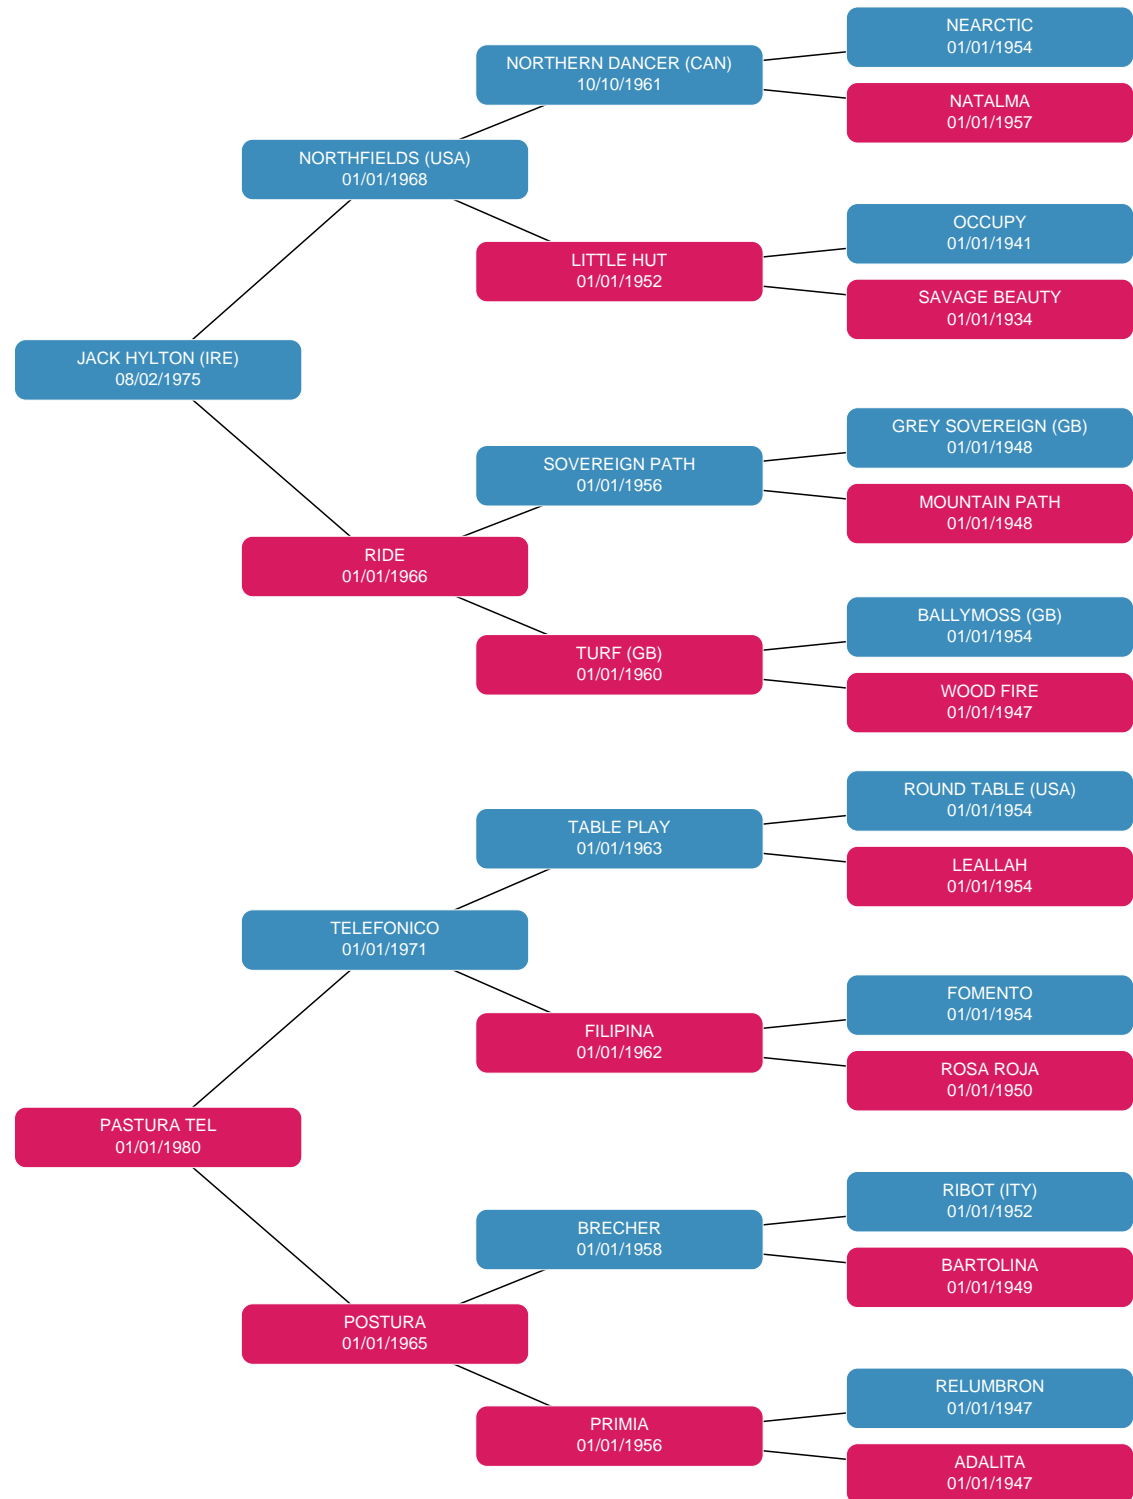 NEARCTIC
01/01/1954
NORTHERN DANCER (CAN)
10/10/1961
NATALMA
01/01/1957
NORTHFIELDS (USA)
01/01/1968
OCCUPY
01/01/1941
LITTLE HUT
01/01/1952
SAVAGE BEAUTY
01/01/1934
JACK HYLTON (IRE)
08/02/1975
GREY SOVEREIGN (GB)
01/01/1948
SOVEREIGN PATH
01/01/1956
MOUNTAIN PATH
01/01/1948
RIDE
01/01/1966
BALLYMOSS (GB)
01/01/1954
TURF (GB)
01/01/1960
WOOD FIRE
01/01/1947
ROUND TABLE (USA)
01/01/1954
TABLE PLAY
01/01/1963
LEALLAH
01/01/1954
TELEFONICO
01/01/1971
FOMENTO
01/01/1954
FILIPINA
01/01/1962
ROSA ROJA
01/01/1950
PASTURA TEL
01/01/1980
RIBOT (ITY)
01/01/1952
BRECHER
01/01/1958
BARTOLINA
01/01/1949
POSTURA
01/01/1965
RELUMBRON
01/01/1947
PRIMIA
01/01/1956
ADALITA
01/01/1947